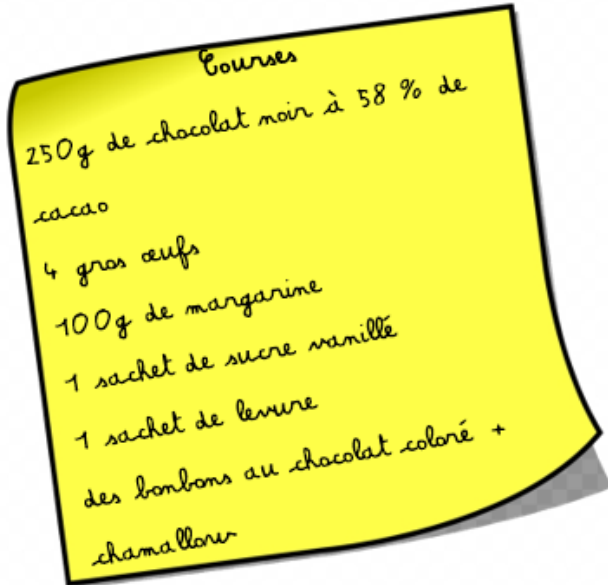 Courses
250g de chocolat noir à 58 % de
cacao
4 gros œufs
100g de margarine
1 sachet de sucre vanillé
1 sachet de levure
des bonbons au chocolat coloré +
chamallows